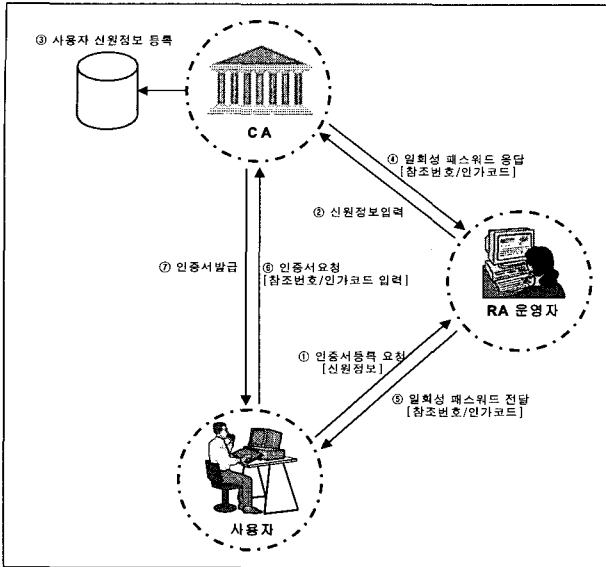 ③ 사용자 신원정보 등록
CA
④ 일회성 패스워드 응답
[참조번호/인가코드]
② 신원정보입력
⑦ 인증서발급
⑥ 인증서요청
[참조번호/인가코드 입력]
RA 운영자
① 인증서등록 요청
[신원정보]
⑤ 일회성 패스워드 전달
[참조번호/인가코드]
사용자